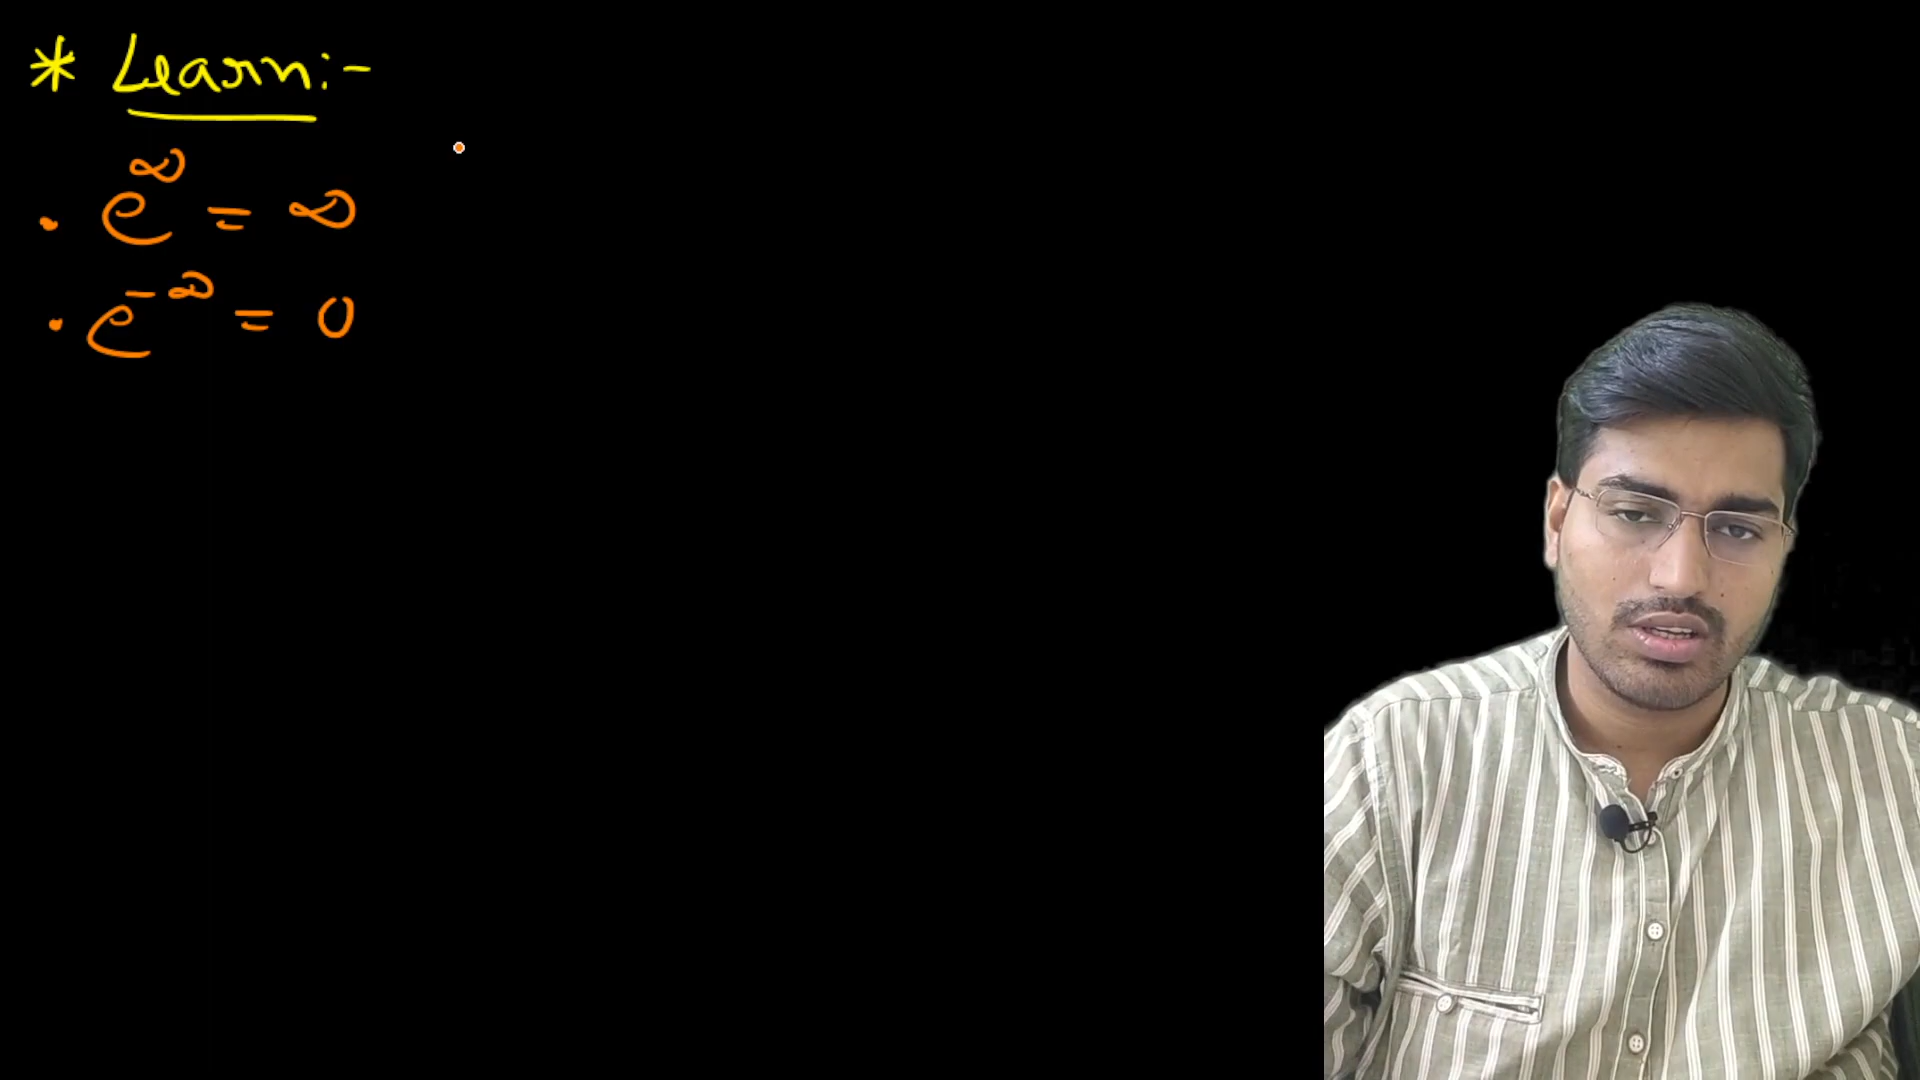 * Learn:-
. e^∞ = ∞
. e^-∞ = 0